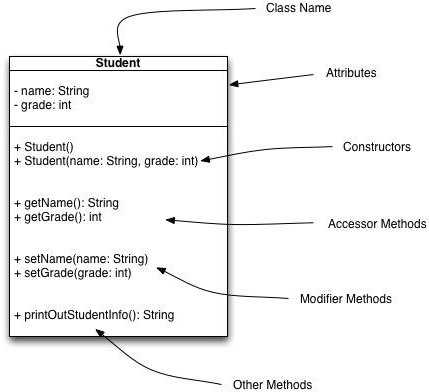 Class Name
Student
Attributes
- name: String
- grade: int
+ Student()
+ Student(name: String, grade: int)
Constructors
+ getName(): String
+ getGrade(): int
Accessor Methods
+ setName(name: String)
+ setGrade(grade: int)
Modifier Methods
+ printOutStudentInfo(): String
Other Methods